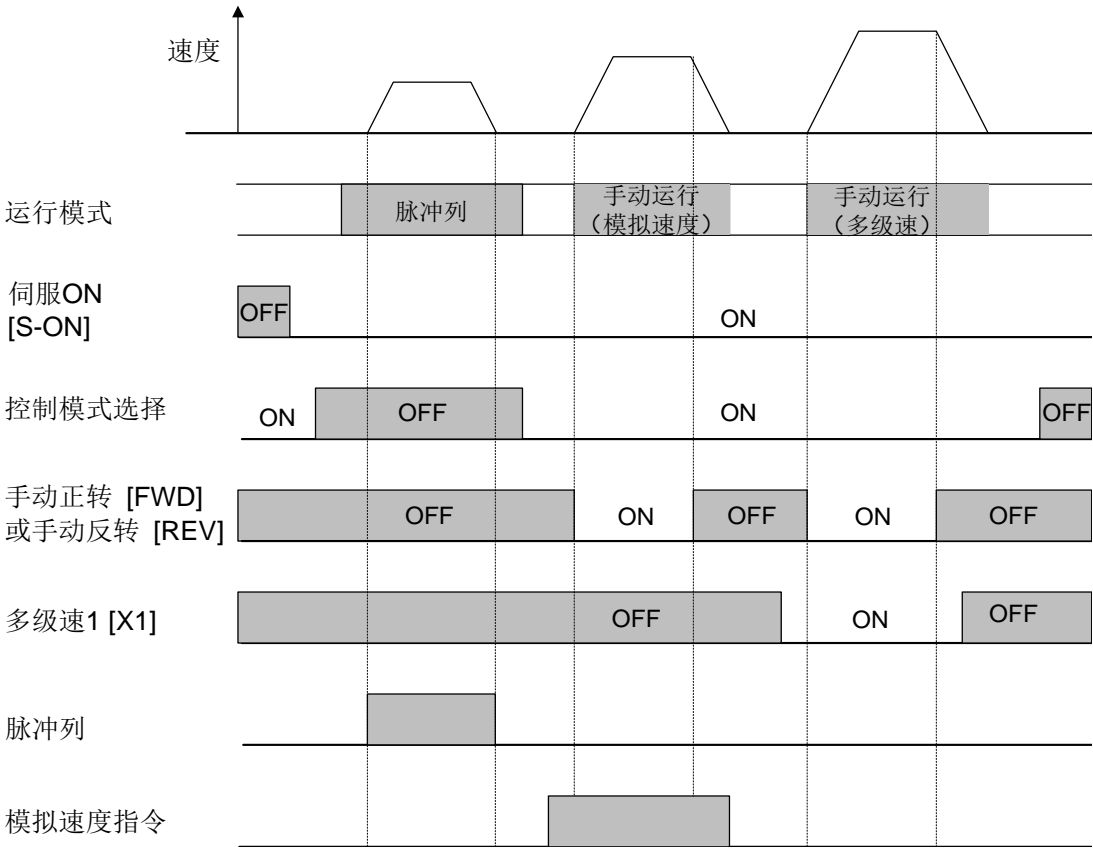 速度
运行模式
脉冲列
手动运行
（模拟速度）
手动运行
（多级速）
伺服ON
[S-ON]
OFF
ON
控制模式选择
ON
OFF
ON
OFF
手动正转 [FWD]
或手动反转 [REV]
OFF
ON
OFF
ON
OFF
多级速1 [X1]
OFF
ON
OFF
脉冲列
模拟速度指令